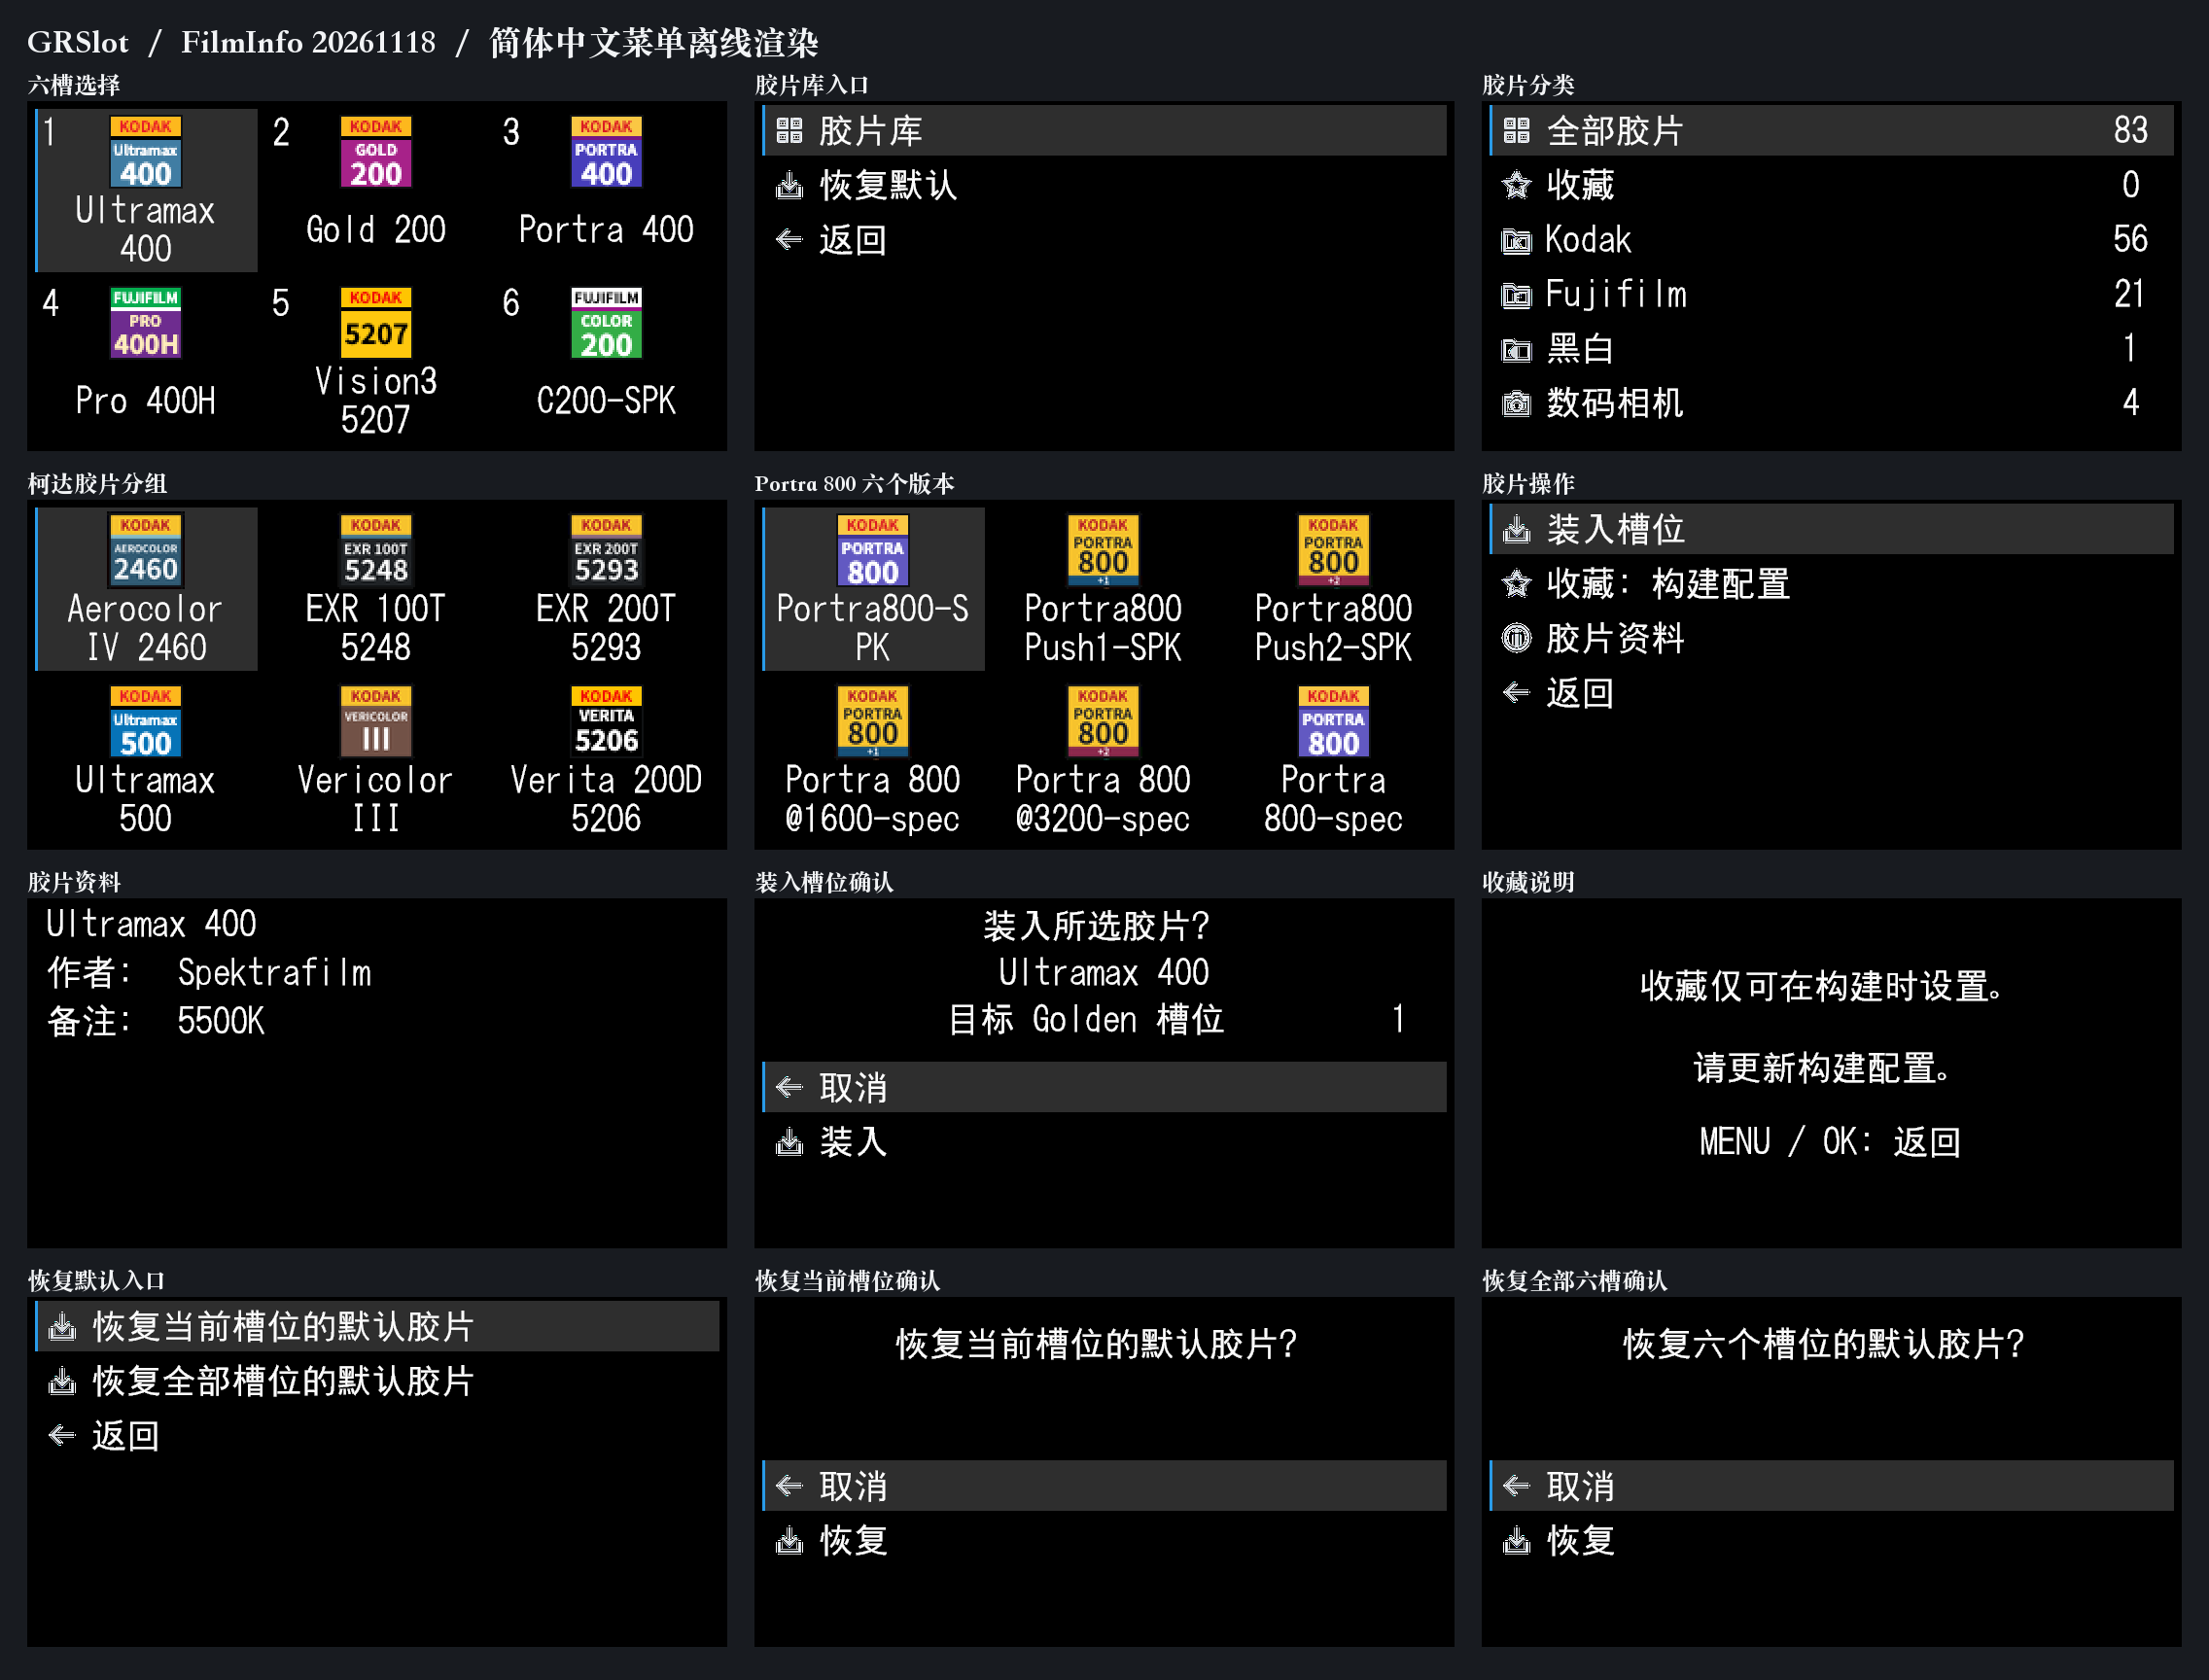 GRSlot / FilmInfo 20261118 / 简体中文菜单离线渲染
六槽选择
1
KODAK
Ultramax
400
Ultramax
400
2
KODAK
GOLD
200
Gold 200
3
KODAK
PORTRA
400
Portra 400
4
FUJIFILM
PRO
400H
Pro 400H
5
KODAK
5207
Vision3
5207
6
FUJIFILM
COLOR
200
C200-SPK
胶片库入口
胶片库
恢复默认
返回
胶片分类
全部胶片 83
收藏 0
Kodak 56
Fujifilm 21
黑白 1
数码相机 4
柯达胶片分组
KODAK
AEROCOLOR
2460
Aerocolor
IV 2460
KODAK
EXR 100T
5248
EXR 100T
5248
KODAK
EXR 200T
5293
EXR 200T
5293
KODAK
Ultramax
500
Ultramax
500
KODAK
VERICOLOR
III
Vericolor
III
KODAK
VERITA
5206
Verita 200D
5206
Portra 800 六个版本
KODAK
PORTRA
800
Portra800-S
PK
KODAK
PORTRA
800
+1
Portra800
Push1-SPK
KODAK
PORTRA
800
+2
Portra800
Push2-SPK
KODAK
PORTRA
800
+1
Portra 800
@1600-spec
KODAK
PORTRA
800
+2
Portra 800
@3200-spec
KODAK
PORTRA
800
Portra
800-spec
胶片操作
装入槽位
收藏: 构建配置
胶片资料
返回
胶片资料
Ultramax 400
作者: Spektrafilm
备注: 5500K
装入槽位确认
装入所选胶片?
Ultramax 400
目标 Golden 槽位 1
取消
装入
收藏说明
收藏仅可在构建时设置。
请更新构建配置。
MENU / OK: 返回
恢复默认入口
恢复当前槽位的默认胶片
恢复全部槽位的默认胶片
返回
恢复当前槽位确认
恢复当前槽位的默认胶片?
取消
恢复
恢复全部六槽确认
恢复六个槽位的默认胶片?
取消
恢复